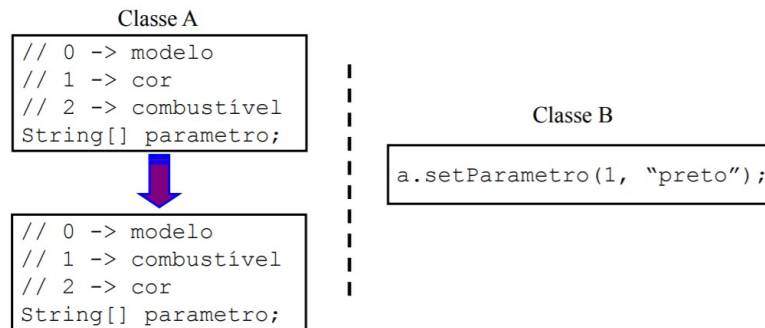 Classe A
// 0 -> modelo
// 1 -> cor
// 2 -> combustível
String[] parametro;
// 0 -> modelo
// 1 -> combustível
// 2 -> cor
String[] parametro;
Classe B
a.setParametro(1, “preto”);